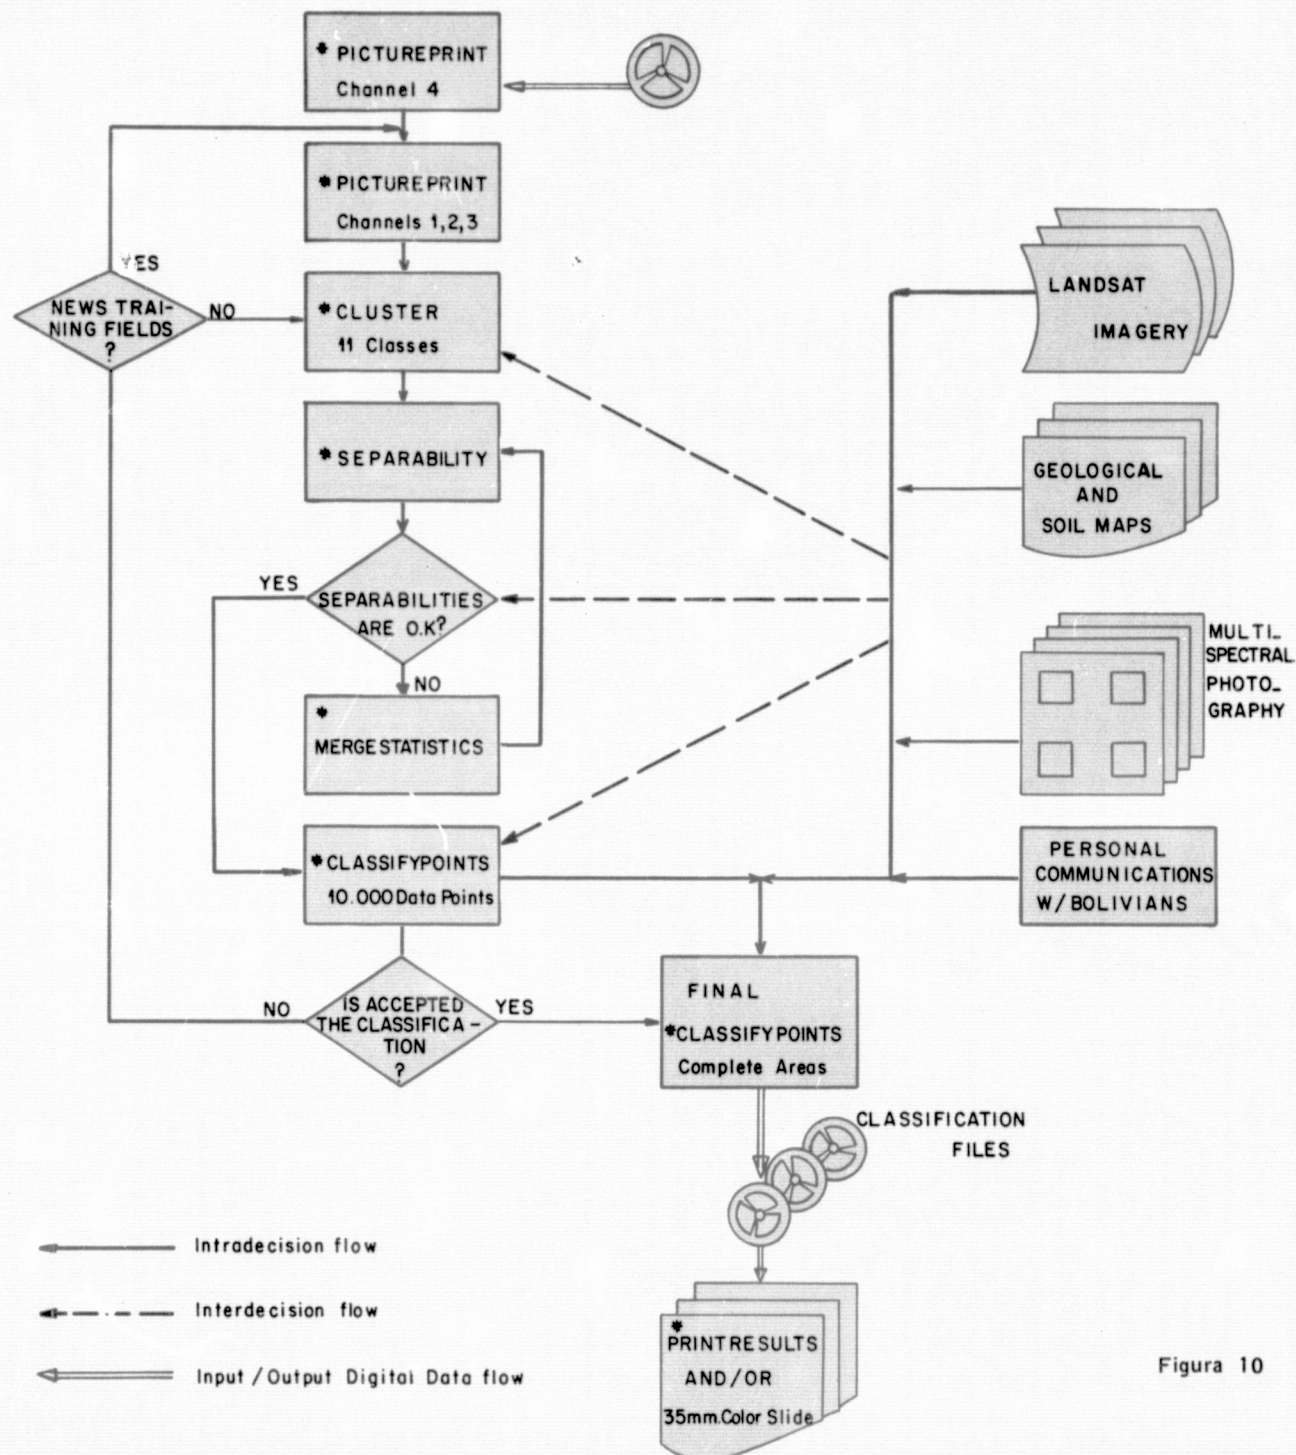 * PICTUREPRINT
Channel 4
* PICTUREPRINT
Channels 1,2,3
YES
NEWS TRAI-
NING FIELDS
?
NO
* CLUSTER
11 Classes
* SEPARABILITY
YES
SEPARABILITIES
ARE O.K?
NO
*
MERGESTATISTICS
* CLASSIFYPOINTS
10.000 Data Points
NO
IS ACCEPTED
THE CLASSIFICA-
TION
?
YES
LANDSAT
IMAGERY
GEOLOGICAL
AND
SOIL MAPS
MULTI-
SPECTRAL
PHOTO-
GRAPHY
PERSONAL
COMMUNICATIONS
W/BOLIVIANS
FINAL
*CLASSIFYPOINTS
Complete Areas
CLASSIFICATION
FILES
*
PRINTRESULTS
AND/OR
35mm.Color Slide
Intradecision flow
Interdecision flow
Input/Output Digital Data flow
Figura 10